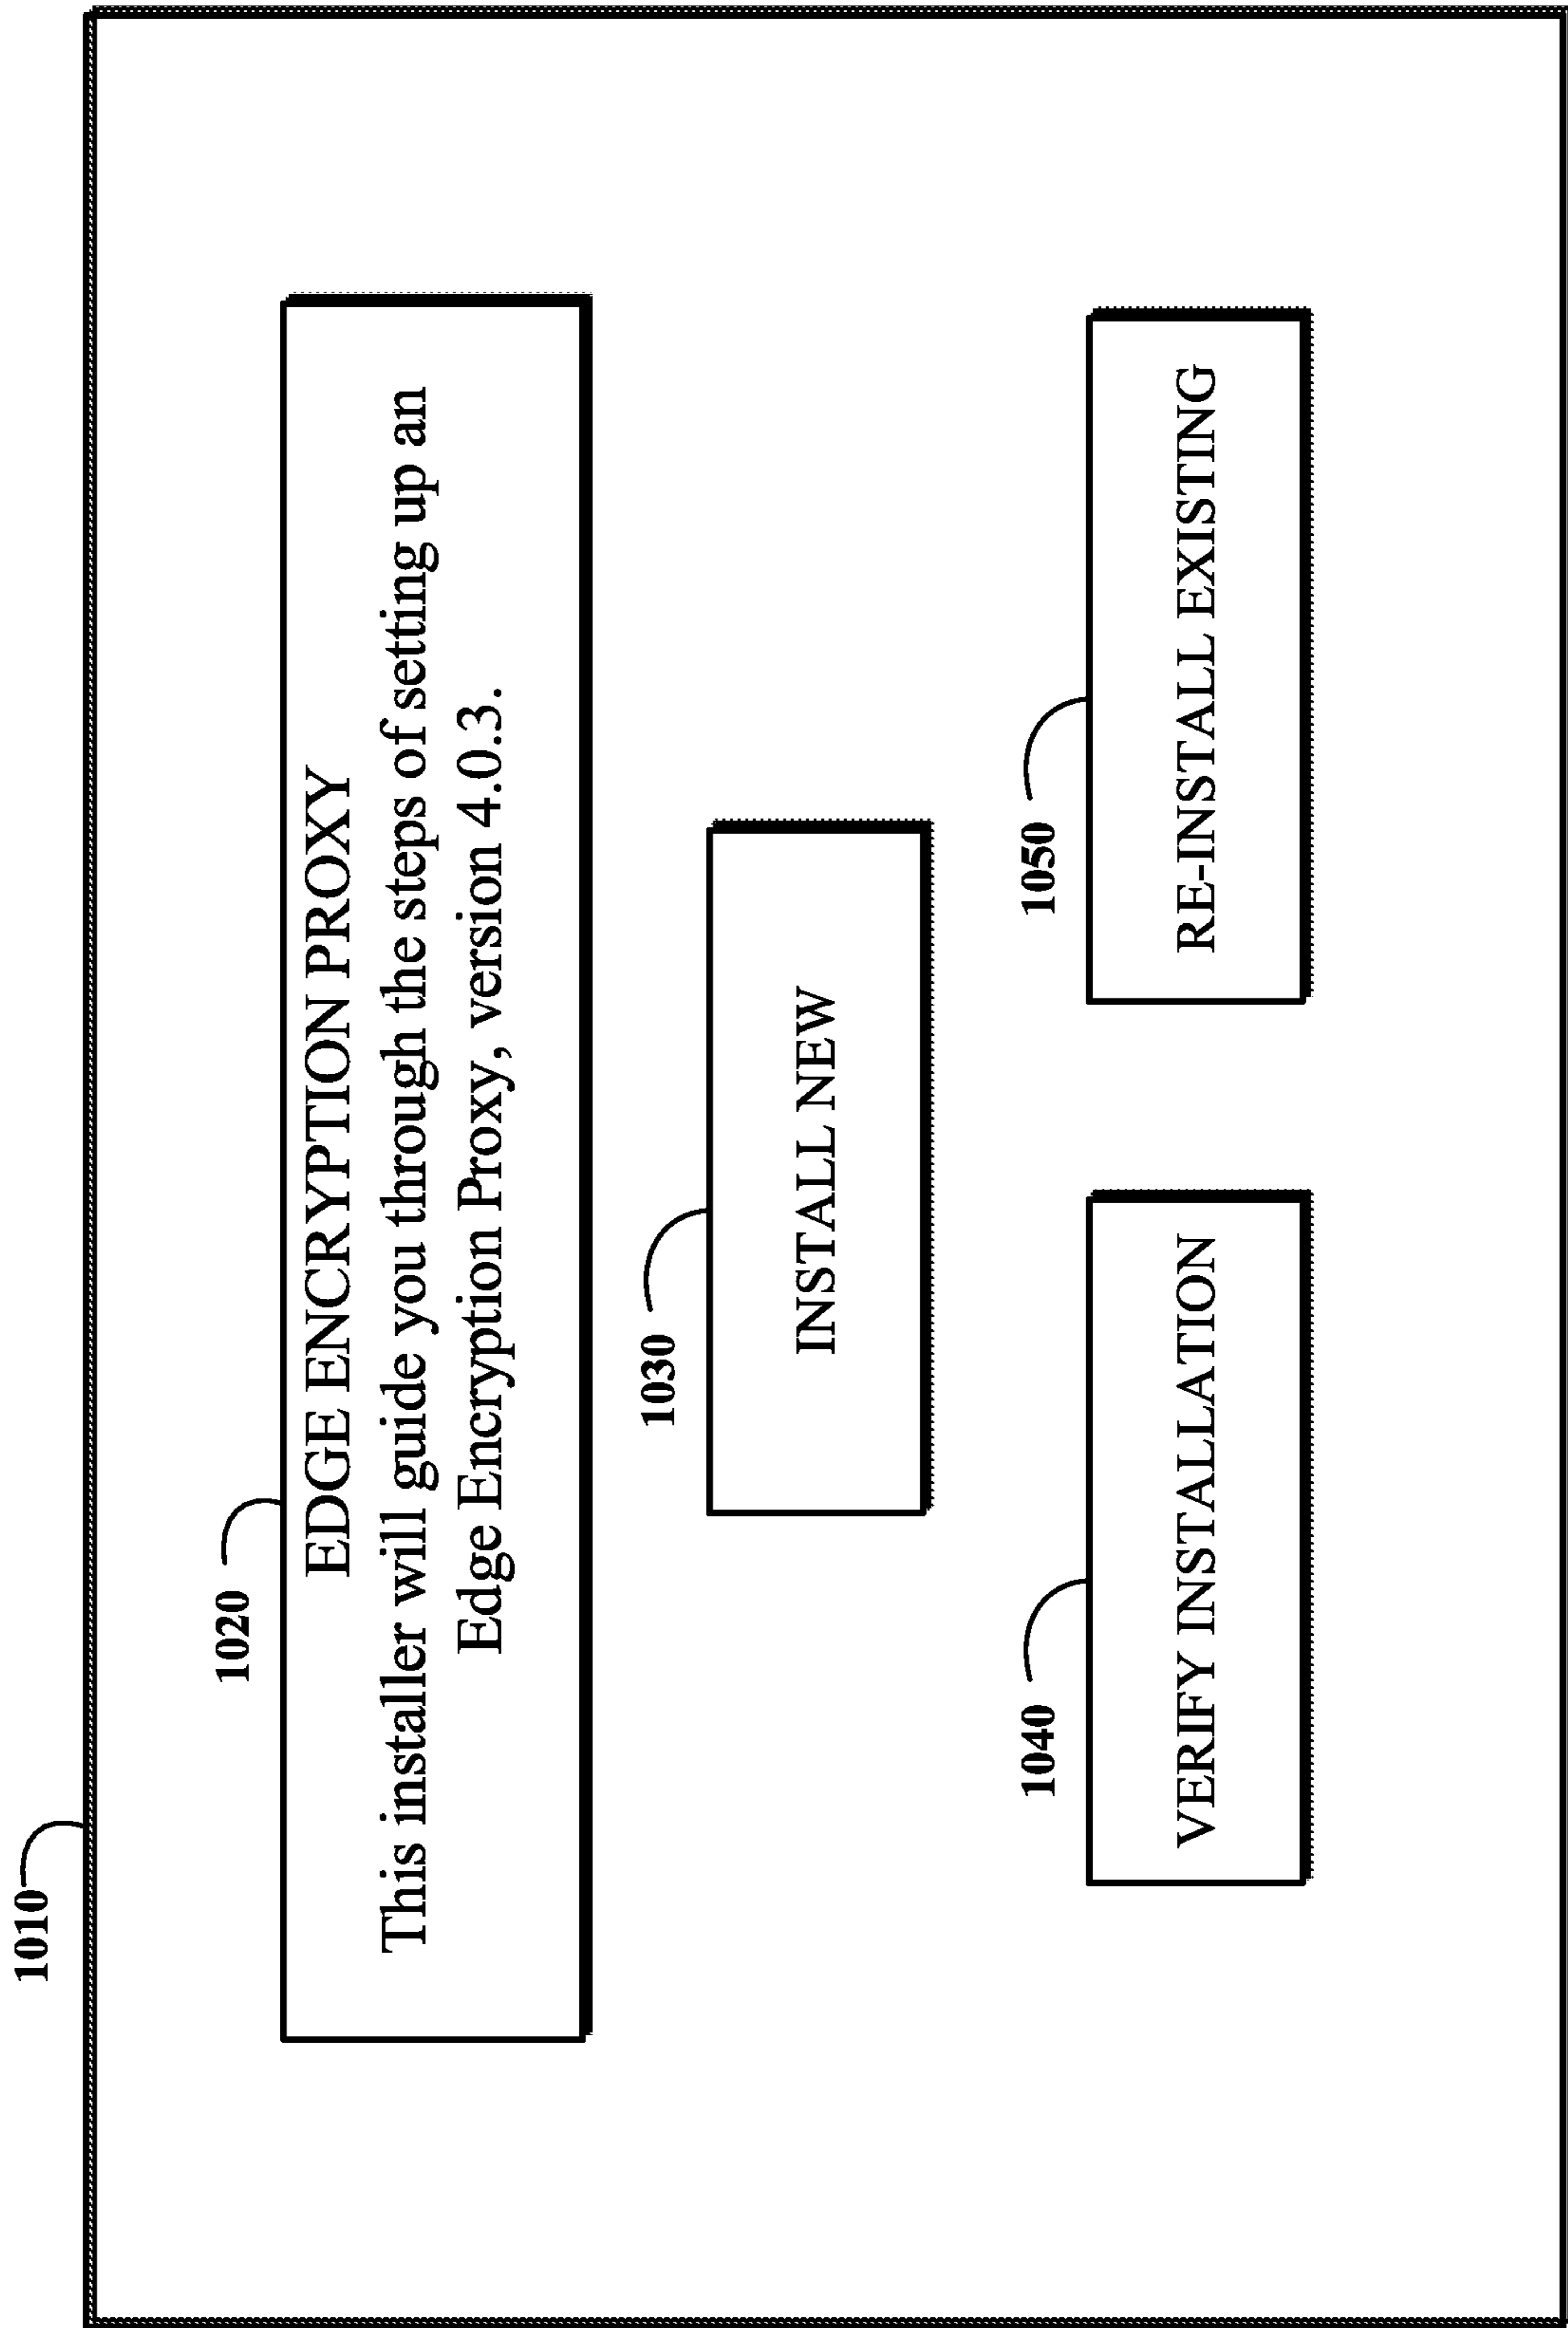 1010
1020
EDGE ENCRYPTION PROXY
This installer will guide you through the steps of setting up an
Edge Encryption Proxy, version 4.0.3.
1030
INSTALL NEW
1040
VERIFY INSTALLATION
1050
RE-INSTALL EXISTING